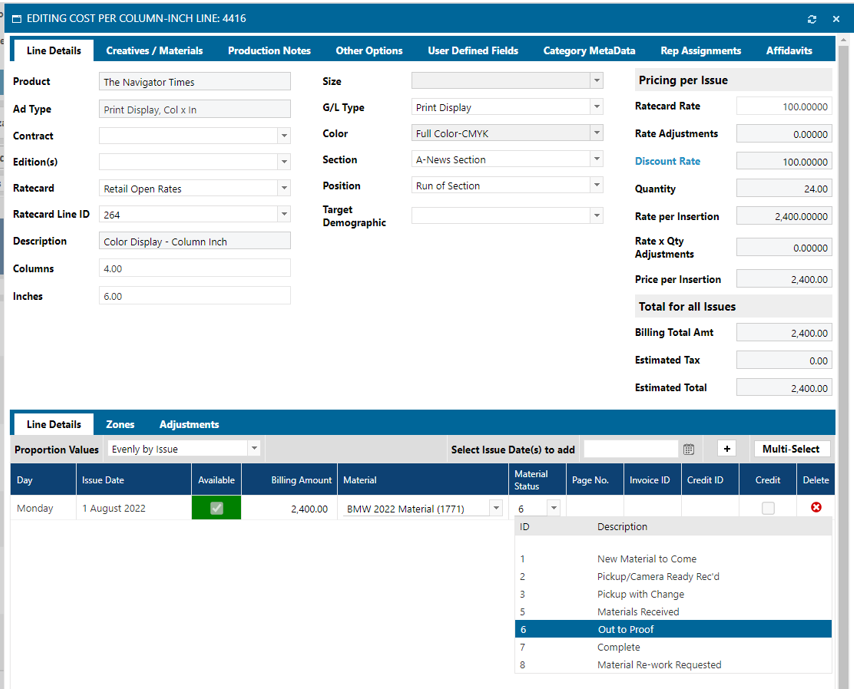 EDITING COST PER COLUMN-INCH LINE: 4416
Line Details Creatives / Materials Production Notes Other Options User Defined Fields Category MetaData Rep Assignments Affidavits
Product The Navigator Times
Ad Type Print Display, Col x In
Contract
Edition(s)
Ratecard Retail Open Rates
Ratecard Line ID 264
Description Color Display - Column Inch
Columns 4.00
Inches 6.00
Size
G/L Type Print Display
Color Full Color-CMYK
Section A-News Section
Position Run of Section
Target
Demographic
Pricing per Issue
Ratecard Rate 100.00000
Rate Adjustments 0.00000
Discount Rate 100.00000
Quantity 24.00
Rate per Insertion 2,400.00000
Rate x Qty
Adjustments 0.00000
Price per Insertion 2,400.00
Total for all Issues
Billing Total Amt 2,400.00
Estimated Tax 0.00
Estimated Total 2,400.00
Line Details Zones Adjustments
Proportion Values Evenly by Issue Select Issue Date(s) to add + Multi-Select
Day Issue Date Available Billing Amount Material Material
Status Page No. Invoice ID Credit ID Credit Delete
Monday 1 August 2022 2,400.00 BMW 2022 Material (1771) 6
ID Description
1 New Material to Come
2 Pickup/Camera Ready Rec'd
3 Pickup with Change
5 Materials Received
6 Out to Proof
7 Complete
8 Material Re-work Requested